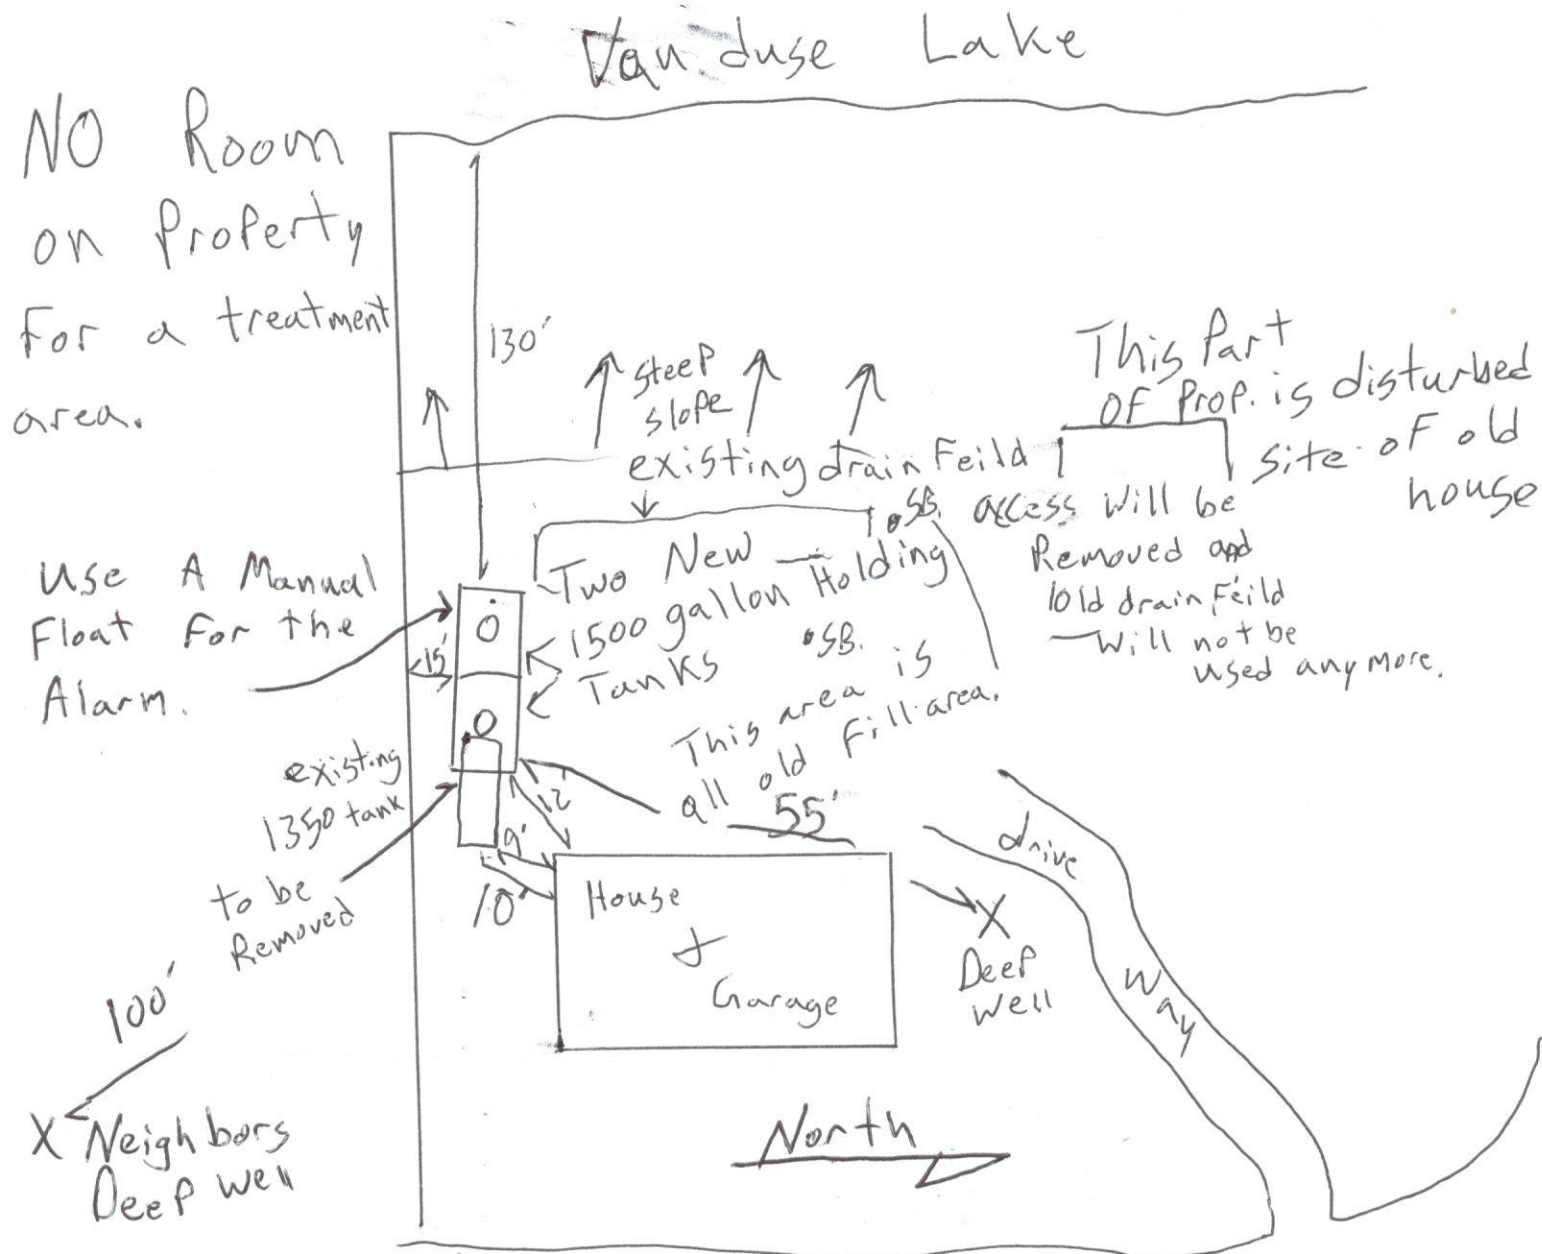 Van duse Lake
NO Room
on Property
For a treatment
area.
130'
steep
slope
This Part
OF Prop. is disturbed
site of old
house
existing drain Feild
access will be
Removed and
old drain Feild
will not be
used any more.
Use A Manual
Float For the
Alarm.
15'
Two New
1500 gallon Holding
Tanks
SB.
SB.
This area is
all old Fill area.
existing
1350 tank
to be
Removed
12'
9'
10'
55'
House
+
Garage
Deep
well
drive
way
100'
X Neighbors
Deep well
North